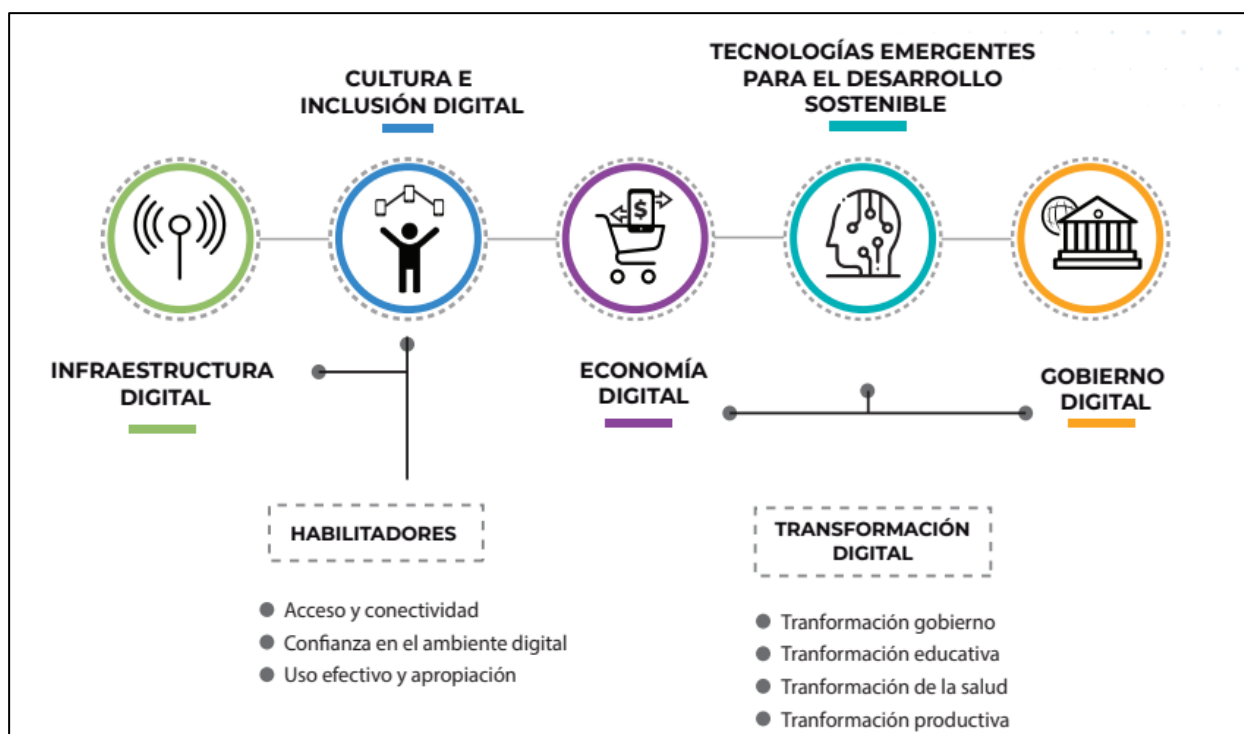 CULTURA E
INCLUSIÓN DIGITAL
TECNOLOGÍAS EMERGENTES
PARA EL DESARROLLO
SOSTENIBLE
$
INFRAESTRUCTURA
DIGITAL
ECONOMÍA
DIGITAL
GOBIERNO
DIGITAL
HABILITADORES
Acceso y conectividad
Confianza en el ambiente digital
Uso efectivo y apropiación
TRANSFORMACIÓN
DIGITAL
Tranformación gobierno
Tranformación educativa
Tranformación de la salud
Tranformación productiva